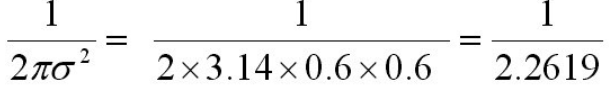 1/(2πσ²) = 1/(2×3.14×0.6×0.6) = 1/2.2619